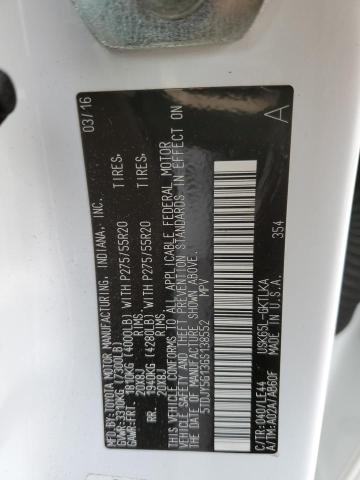 MFD. BY:
TOYOTA MOTOR MANUFACTURING, INDIANA, INC. 03/16
GVWR:3310KG(7300LB)
GAWR:FRT. 1810KG (4000LB) WITH P275/55R20 TIRES,
20X8J RIMS,
RR. 1940KG (4280LB) WITH P275/55R20 TIRES,
20X8J RIMS,
THIS VEHICLE CONFORMS TO ALL APPLICABLE FEDERAL MOTOR
VEHICLE SAFETY AND THEFT PREVENTION STANDARDS IN EFFECT
ON THE DATE OF MANUFACTURE SHOWN ABOVE.
MPV
C/TR:040/LE44 USK65L-GKTLKA
A/TM:A02A/AB60F MADE IN U.S.A. 354
A